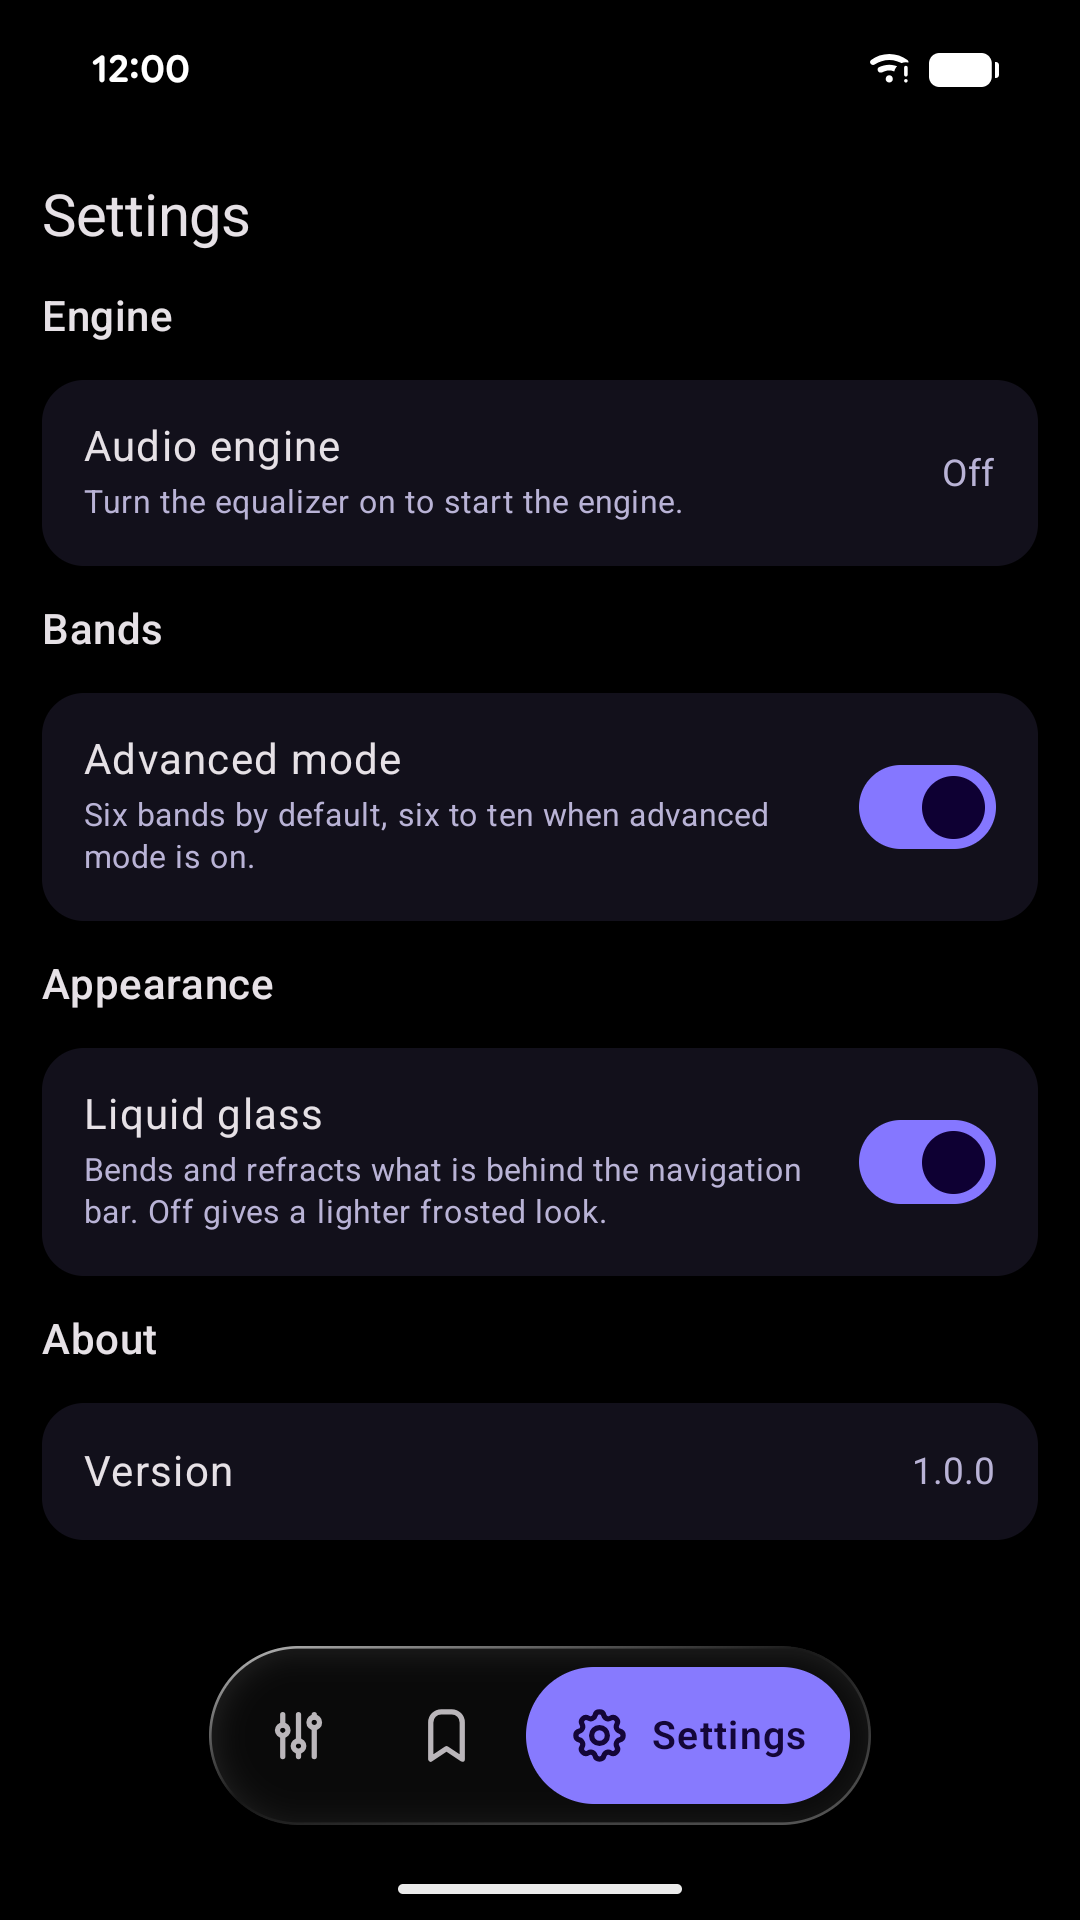 12:00
Settings
Engine
Audio engine
Turn the equalizer on to start the engine.
Off
Bands
Advanced mode
Six bands by default, six to ten when advanced
mode is on.
Appearance
Liquid glass
Bends and refracts what is behind the navigation
bar. Off gives a lighter frosted look.
About
Version
1.0.0
Settings